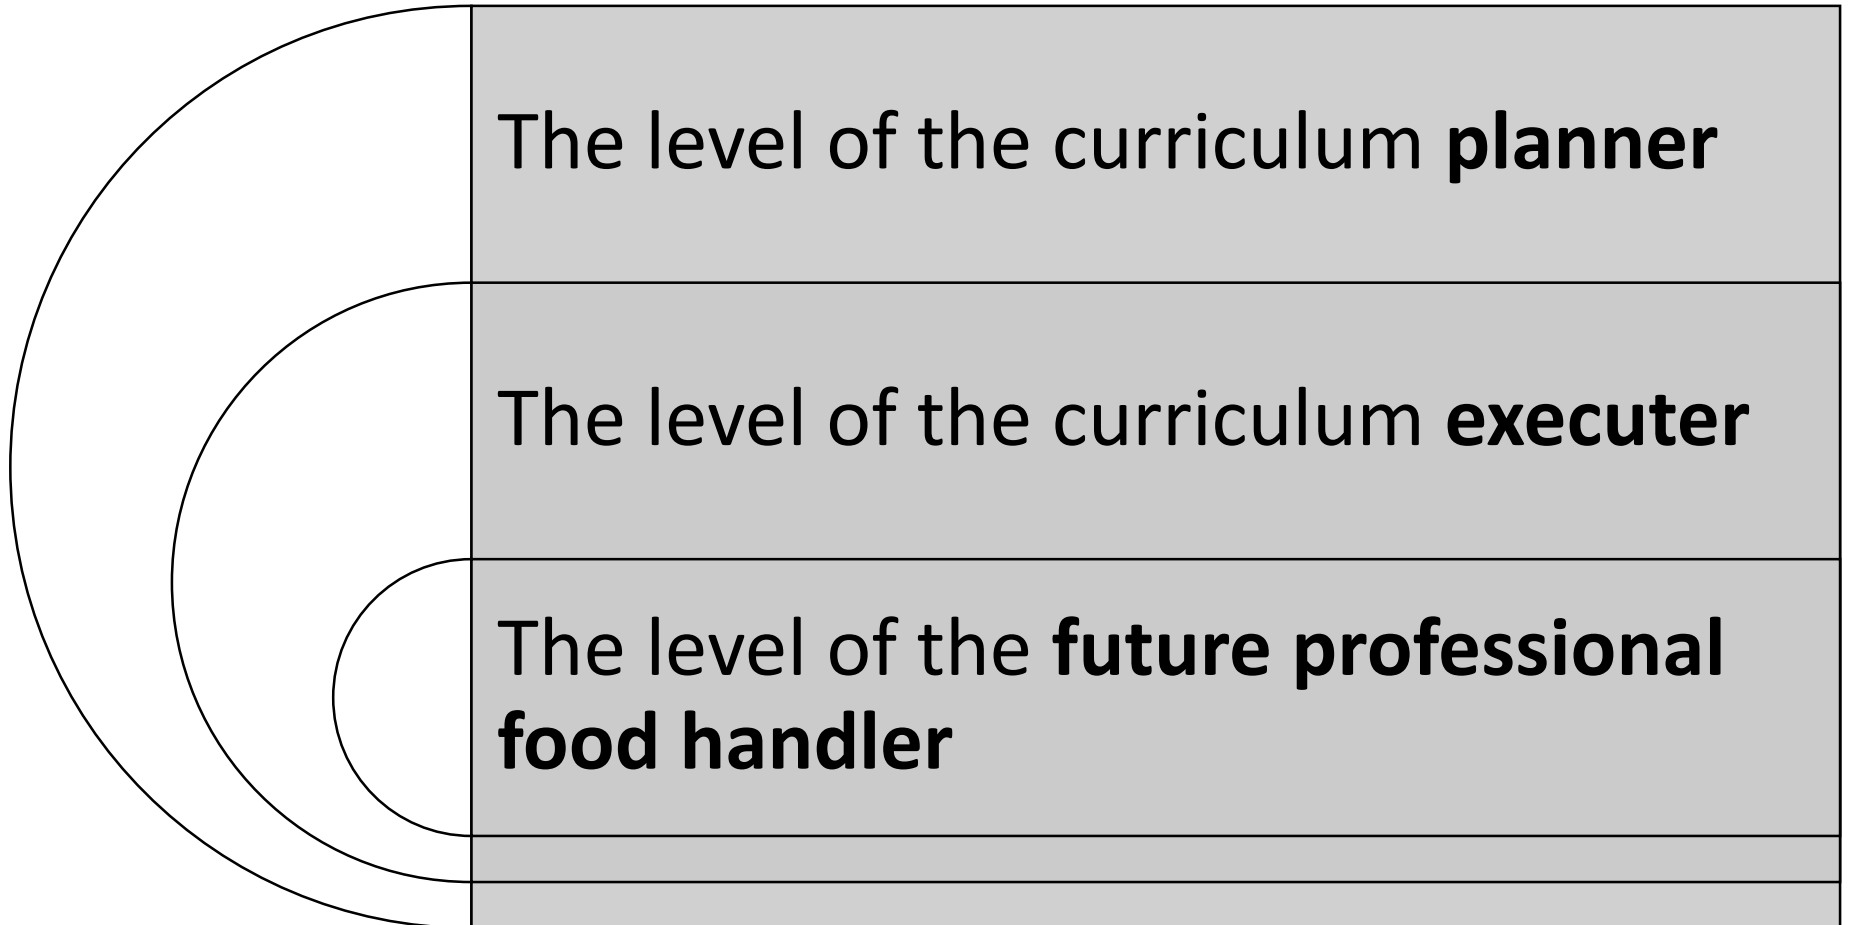 The level of the curriculum planner
The level of the curriculum executer
The level of the future professional
food handler